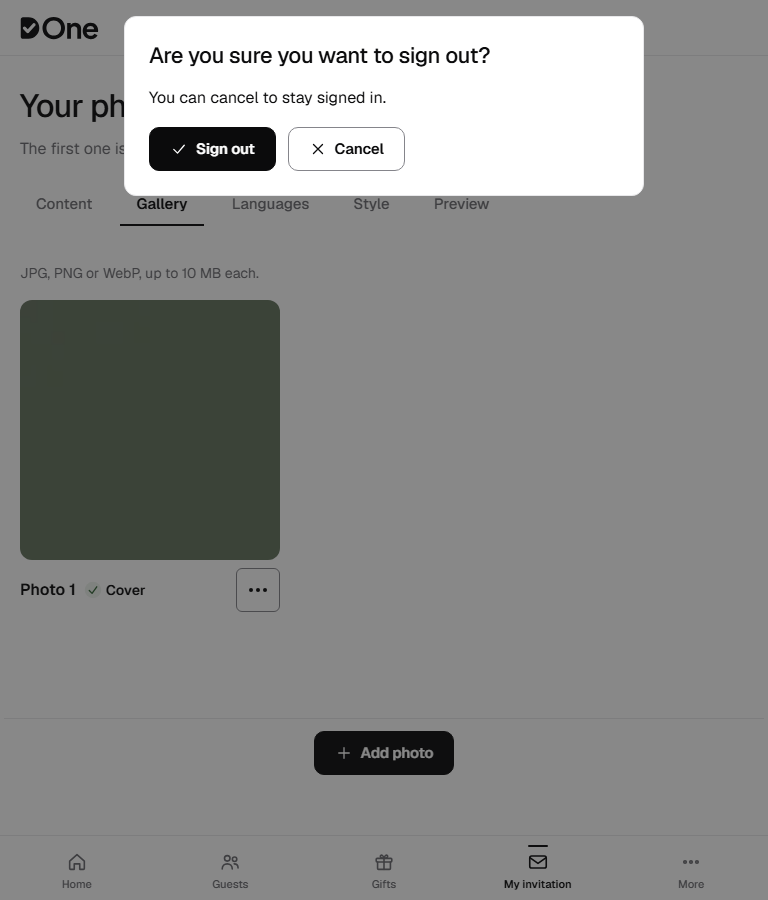 One
Are you sure you want to sign out?
You can cancel to stay signed in.
Sign out
Cancel
Your ph
The first one is
Content
Gallery
Languages
Style
Preview
JPG, PNG or WebP, up to 10 MB each.
Photo 1
Cover
Add photo
Home
Guests
Gifts
My invitation
More